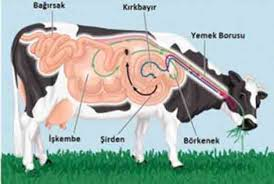 Bağırsak
Kırkbayır
Yemek Borusu
İşkembe
Şirden
Börkenek